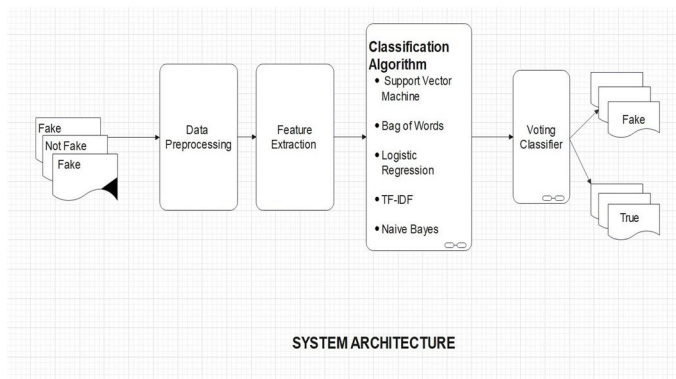 Fake
Not Fake
Fake
Data
Preprocessing
Feature
Extraction
Classification
Algorithm
• Support Vector
Machine
• Bag of Words
• Logistic
Regression
• TF-IDF
• Naive Bayes
Voting
Classifier
Fake
True
SYSTEM ARCHITECTURE